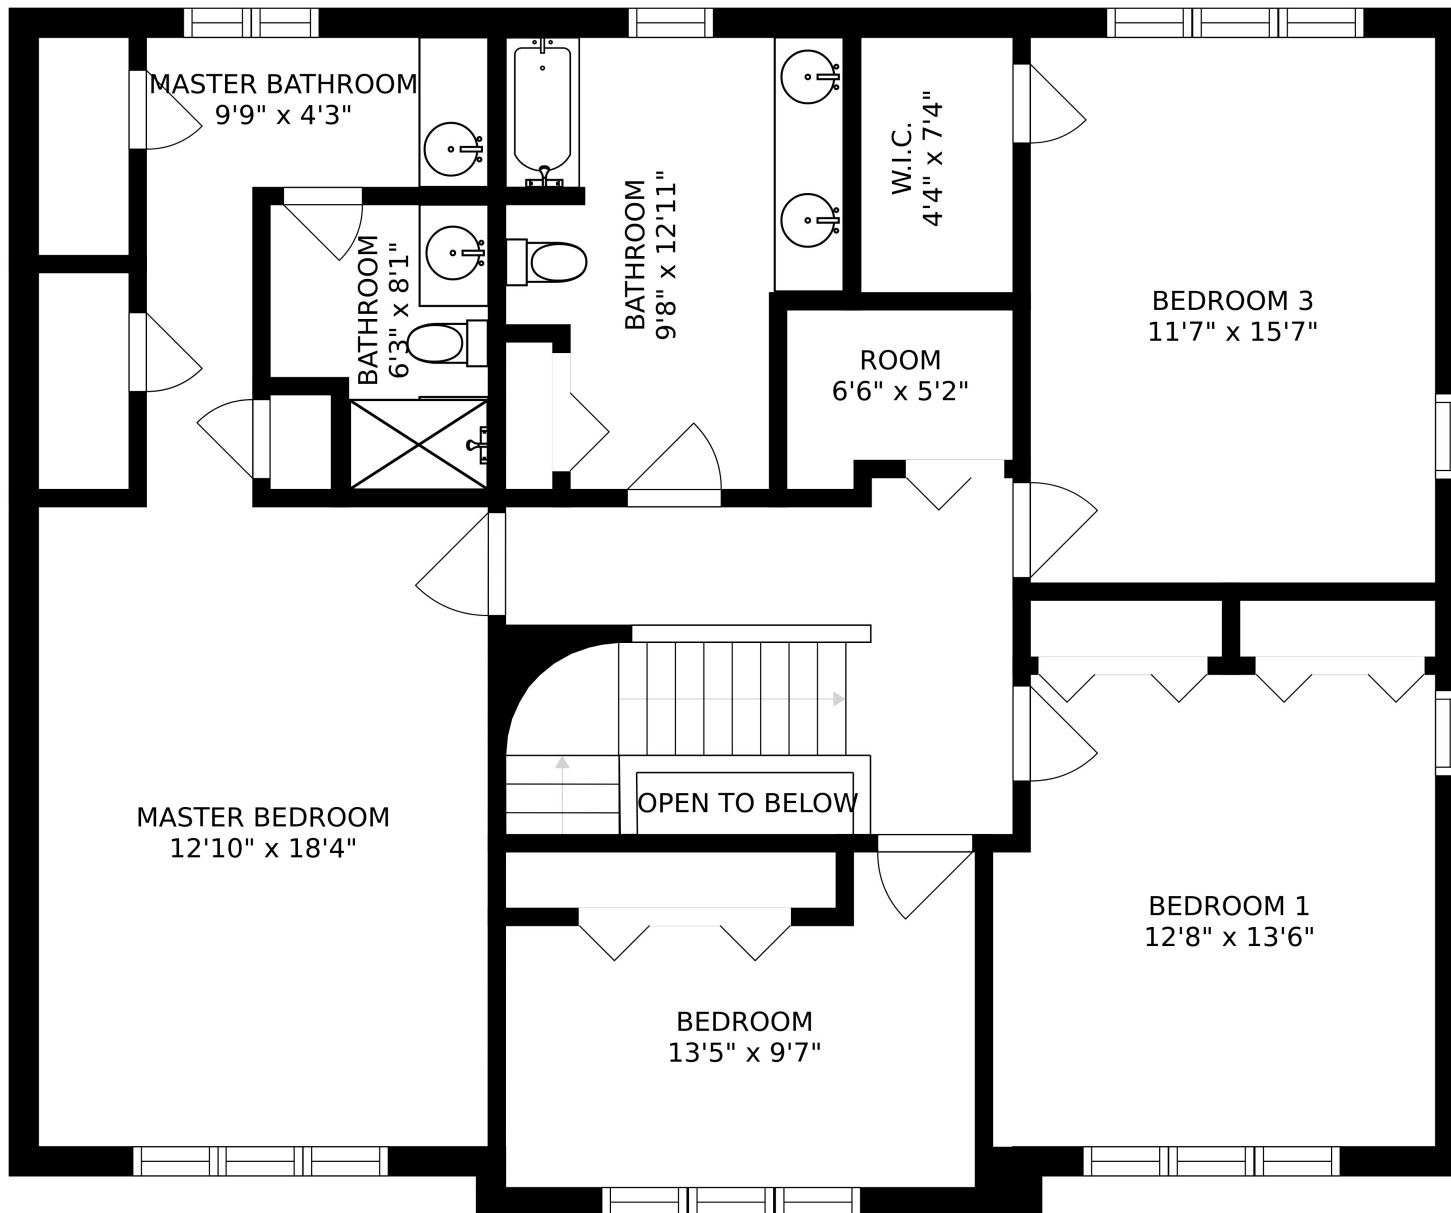 MASTER BATHROOM
9'9" x 4'3"
BATHROOM
6'3" x 8'1"
BATHROOM
9'8" x 12'11"
W.I.C.
4'4" x 7'4"
BEDROOM 3
11'7" x 15'7"
ROOM
6'6" x 5'2"
MASTER BEDROOM
12'10" x 18'4"
OPEN TO BELOW
BEDROOM 1
12'8" x 13'6"
BEDROOM
13'5" x 9'7"